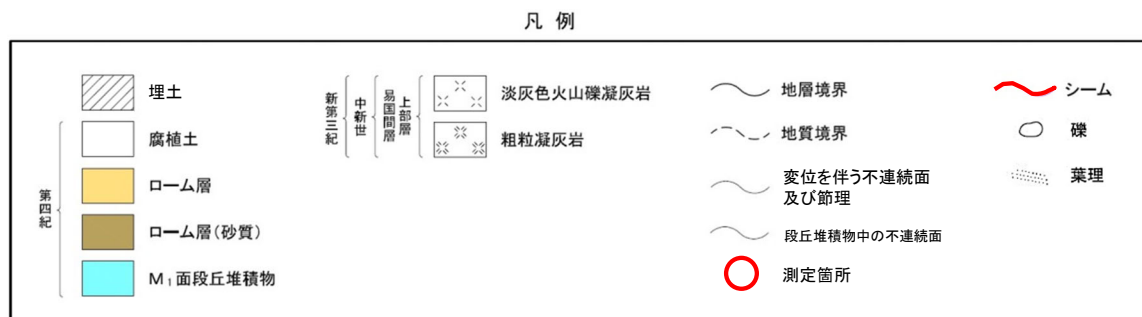 凡 例
埋土
腐植土
ローム層
ローム層(砂質)
M1面段丘堆積物
第四紀
新第三紀
中新世
易国間層
上部層
淡灰色火山礫凝灰岩
粗粒凝灰岩
地層境界
地質境界
変位を伴う不連続面
及び節理
段丘堆積物中の不連続面
測定箇所
シーム
礫
葉理